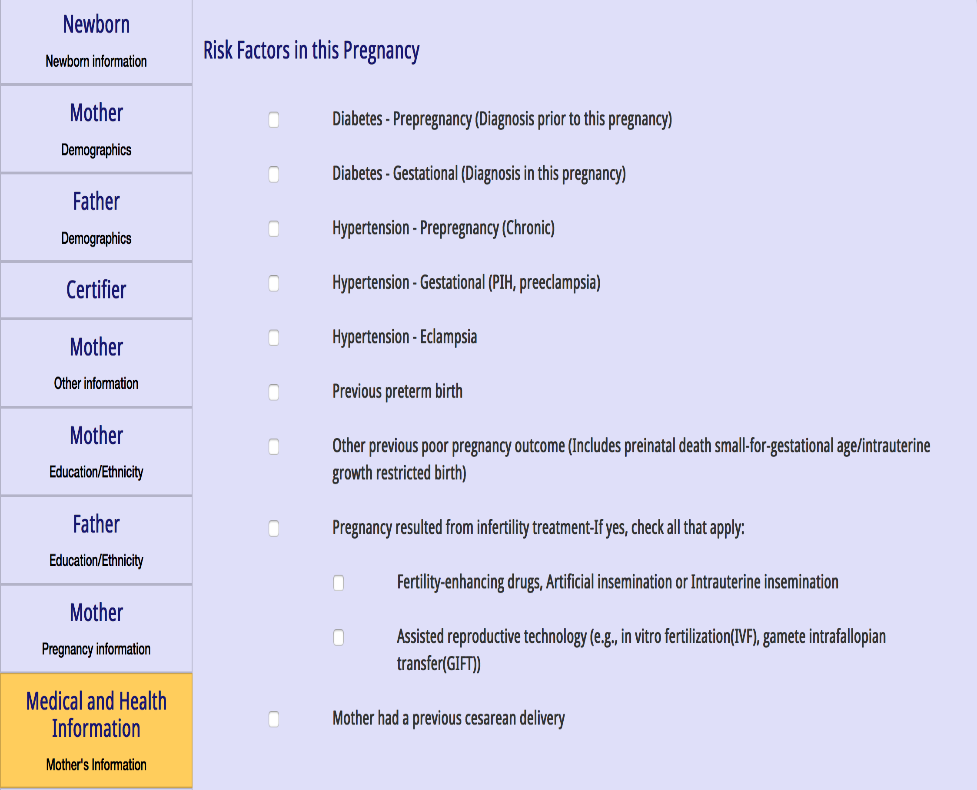 Newborn
Newborn information
Mother
Demographics
Father
Demographics
Certifier
Mother
Other information
Mother
Education/Ethnicity
Father
Education/Ethnicity
Mother
Pregnancy information
Medical and Health
Information
Mother's Information
Risk Factors in this Pregnancy
Diabetes - Prepregnancy (Diagnosis prior to this pregnancy)
Diabetes - Gestational (Diagnosis in this pregnancy)
Hypertension - Prepregnancy (Chronic)
Hypertension - Gestational (PIH, preeclampsia)
Hypertension - Eclampsia
Previous preterm birth
Other previous poor pregnancy outcome (Includes preinatal death small-for-gestational age/intrauterine
growth restricted birth)
Pregnancy resulted from infertility treatment-If yes, check all that apply:
Fertility-enhancing drugs, Artificial insemination or Intrauterine insemination
Assisted reproductive technology (e.g., in vitro fertilization(IVF), gamete intrafallopian
transfer(GIFT))
Mother had a previous cesarean delivery